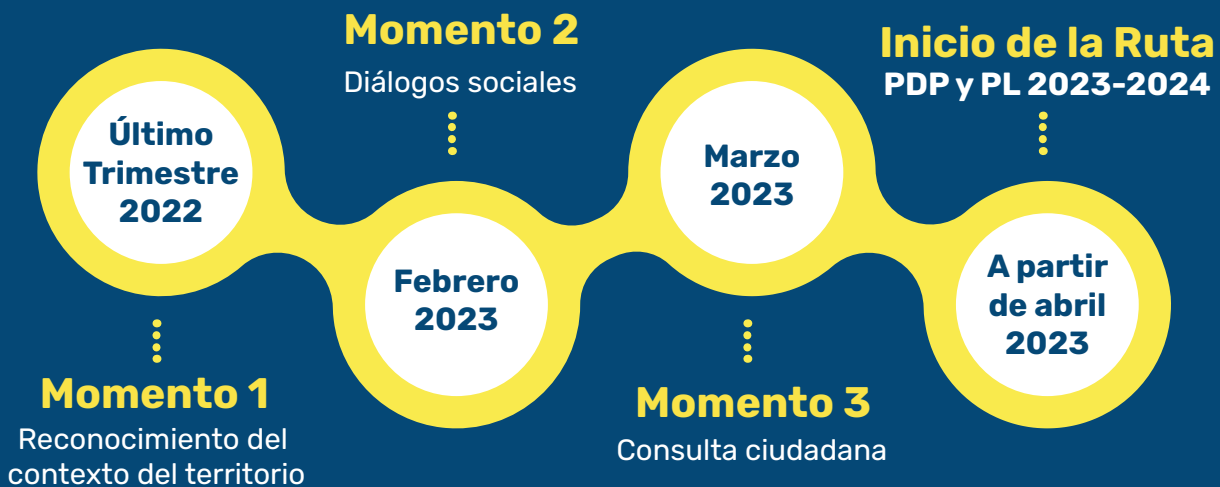 Último
Trimestre
2022
Momento 1
Reconocimiento del
contexto del territorio
Momento 2
Diálogos sociales
Febrero
2023
Marzo
2023
Momento 3
Consulta ciudadana
Inicio de la Ruta
PDP y PL 2023-2024
A partir
de abril
2023